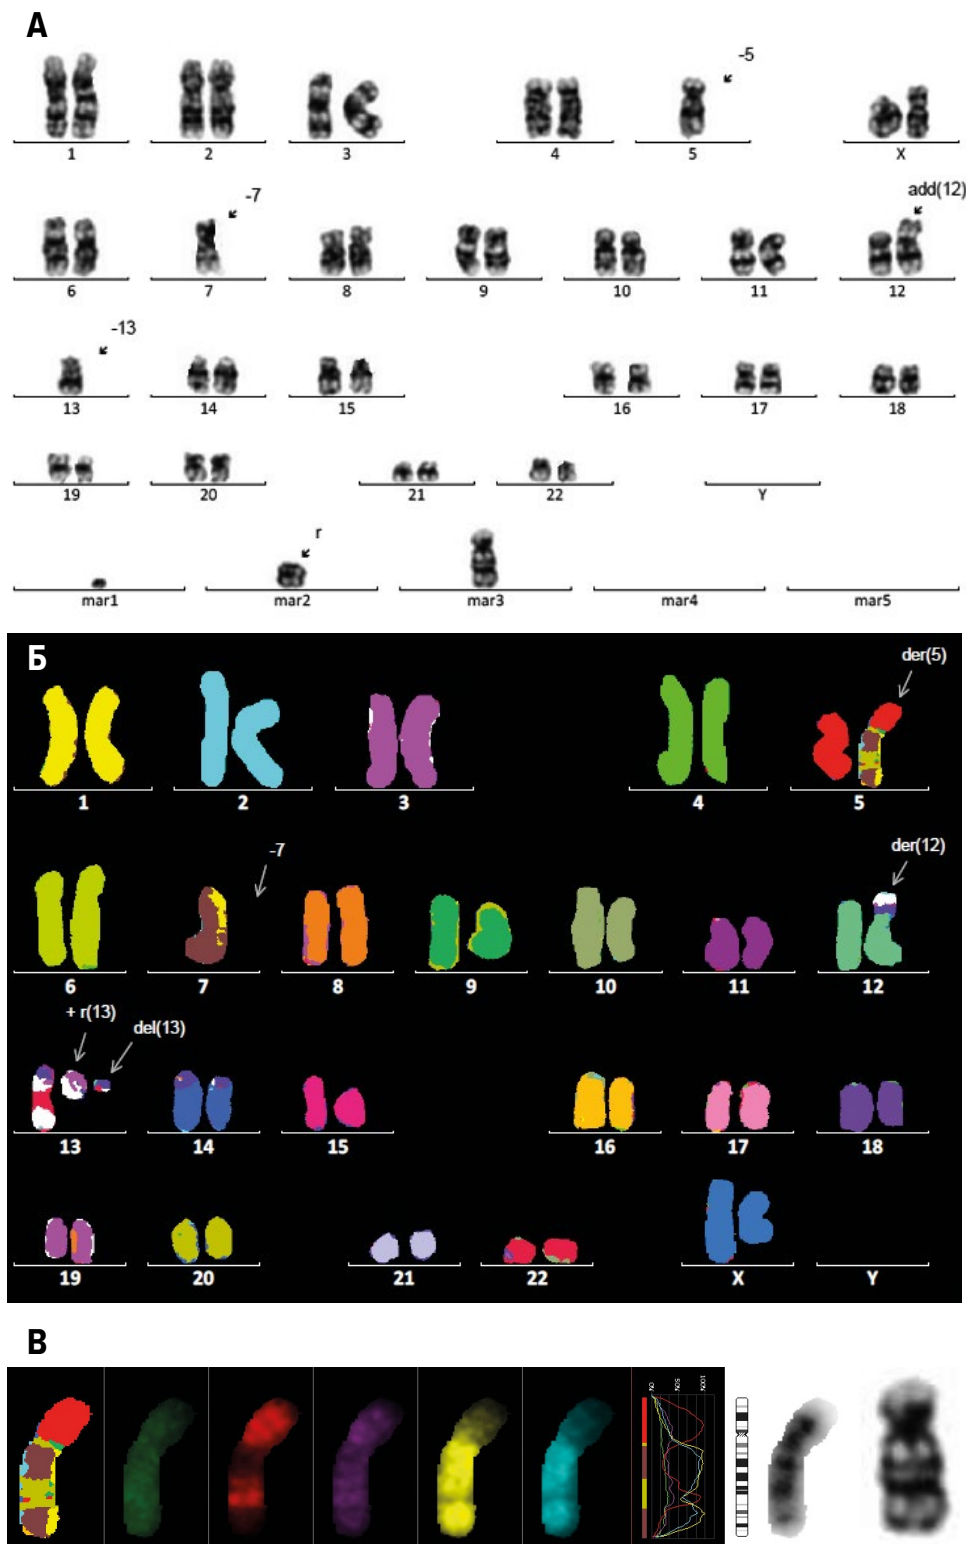 А
-5
1 2 3 4 5 X
-7
add(12)
6 7 8 9 10 11 12
-13
13 14 15 16 17 18
19 20 21 22 Y
r
mar1 mar2 mar3 mar4 mar5
Б
der(5)
1 2 3 4 5
-7
der(12)
6 7 8 9 10 11 12
+ r(13)
del(13)
13 14 15 16 17 18
19 20 21 22 X Y
В
0% 50% 100%